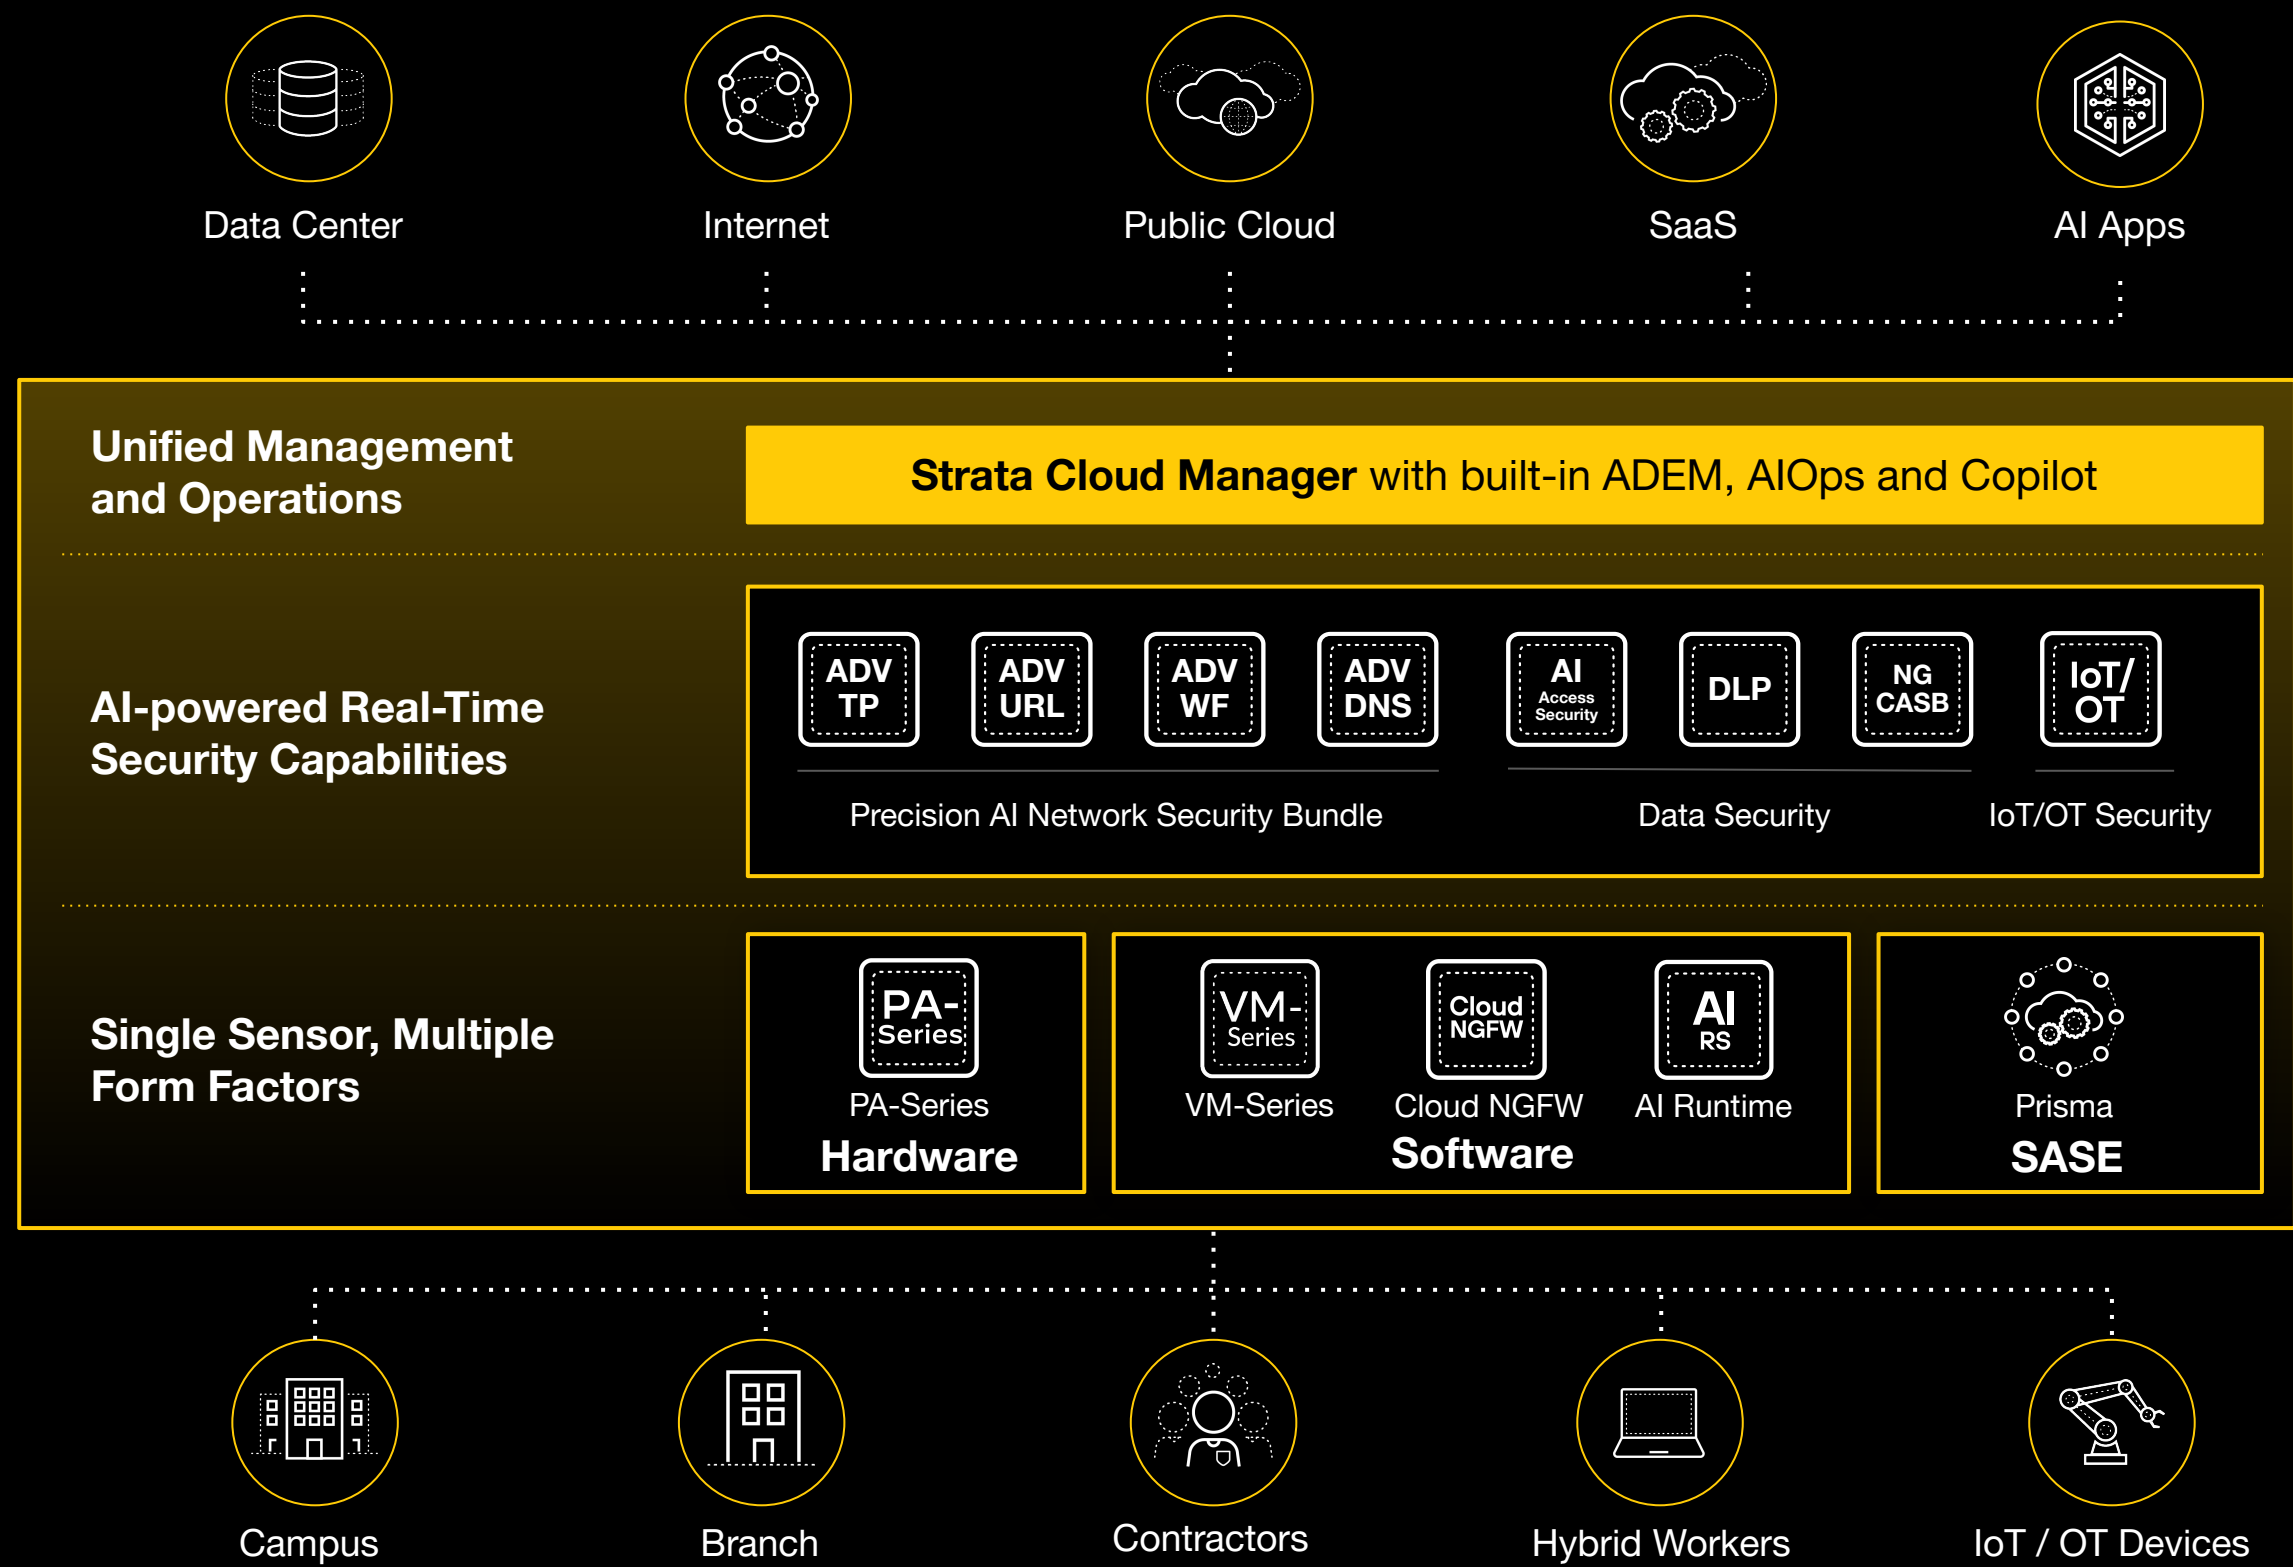 Data Center
Internet
Public Cloud
SaaS
AI Apps
Unified Management
and Operations
Strata Cloud Manager with built-in ADEM, AIOps and Copilot
AI-powered Real-Time
Security Capabilities
ADV
TP
ADV
URL
ADV
WF
ADV
DNS
AI
Access
Security
DLP
NG
CASB
IoT/
OT
Precision AI Network Security Bundle
Data Security
IoT/OT Security
Single Sensor, Multiple
Form Factors
PA-
Series
PA-Series
Hardware
VM-
Series
VM-Series
Cloud
NGFW
Cloud NGFW
AI
RS
AI Runtime
Software
Prisma
SASE
Campus
Branch
Contractors
Hybrid Workers
IoT / OT Devices